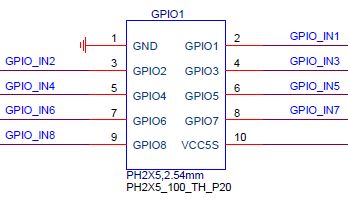 GPIO1
1 GND GPIO1 2 GPIO_IN1
GPIO_IN2 3 GPIO2 GPIO3 4 GPIO_IN3
GPIO_IN4 5 GPIO4 GPIO5 6 GPIO_IN5
GPIO_IN6 7 GPIO6 GPIO7 8 GPIO_IN7
GPIO_IN8 9 GPIO8 VCC5S 10
PH2X5,2.54mm
PH2X5_100_TH_P20